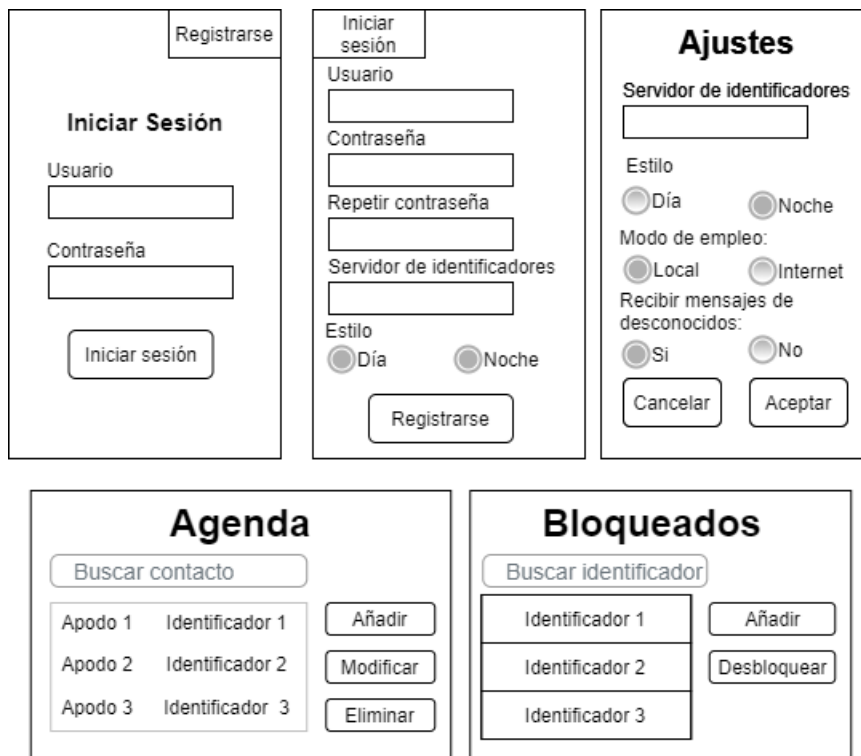 Registrarse
Iniciar Sesión
Usuario
Contraseña
Iniciar sesión
Iniciar
sesión
Usuario
Contraseña
Repetir contraseña
Servidor de identificadores
Estilo
Día Noche
Registrarse
Ajustes
Servidor de identificadores
Estilo
Día Noche
Modo de empleo:
Local Internet
Recibir mensajes de
desconocidos:
Si No
Cancelar Aceptar
Agenda
Buscar contacto
Apodo 1 Identificador 1 Añadir
Apodo 2 Identificador 2 Modificar
Apodo 3 Identificador 3 Eliminar
Bloqueados
Buscar identificador
Identificador 1 Añadir
Identificador 2 Desbloquear
Identificador 3